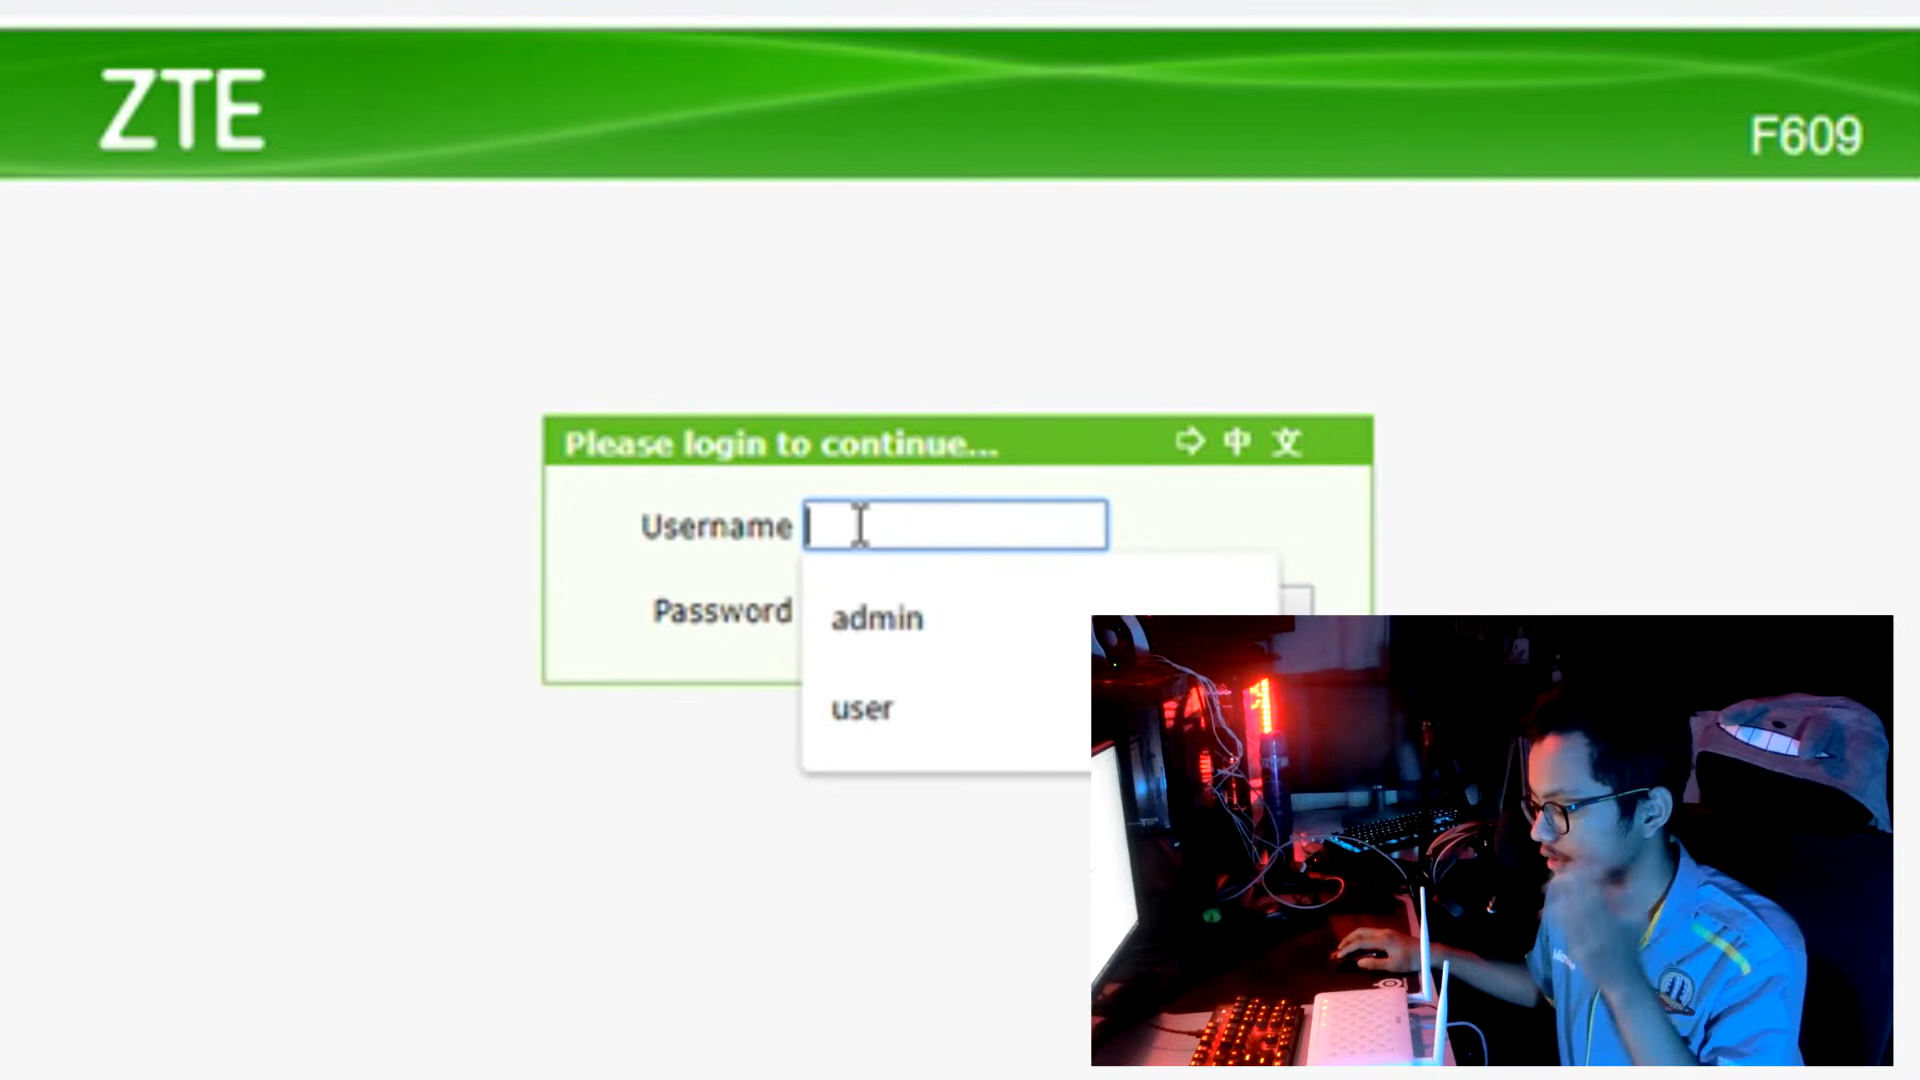 ZTE
F609
Please login to continue... ⇨ 中 文
Username
Password
admin
user